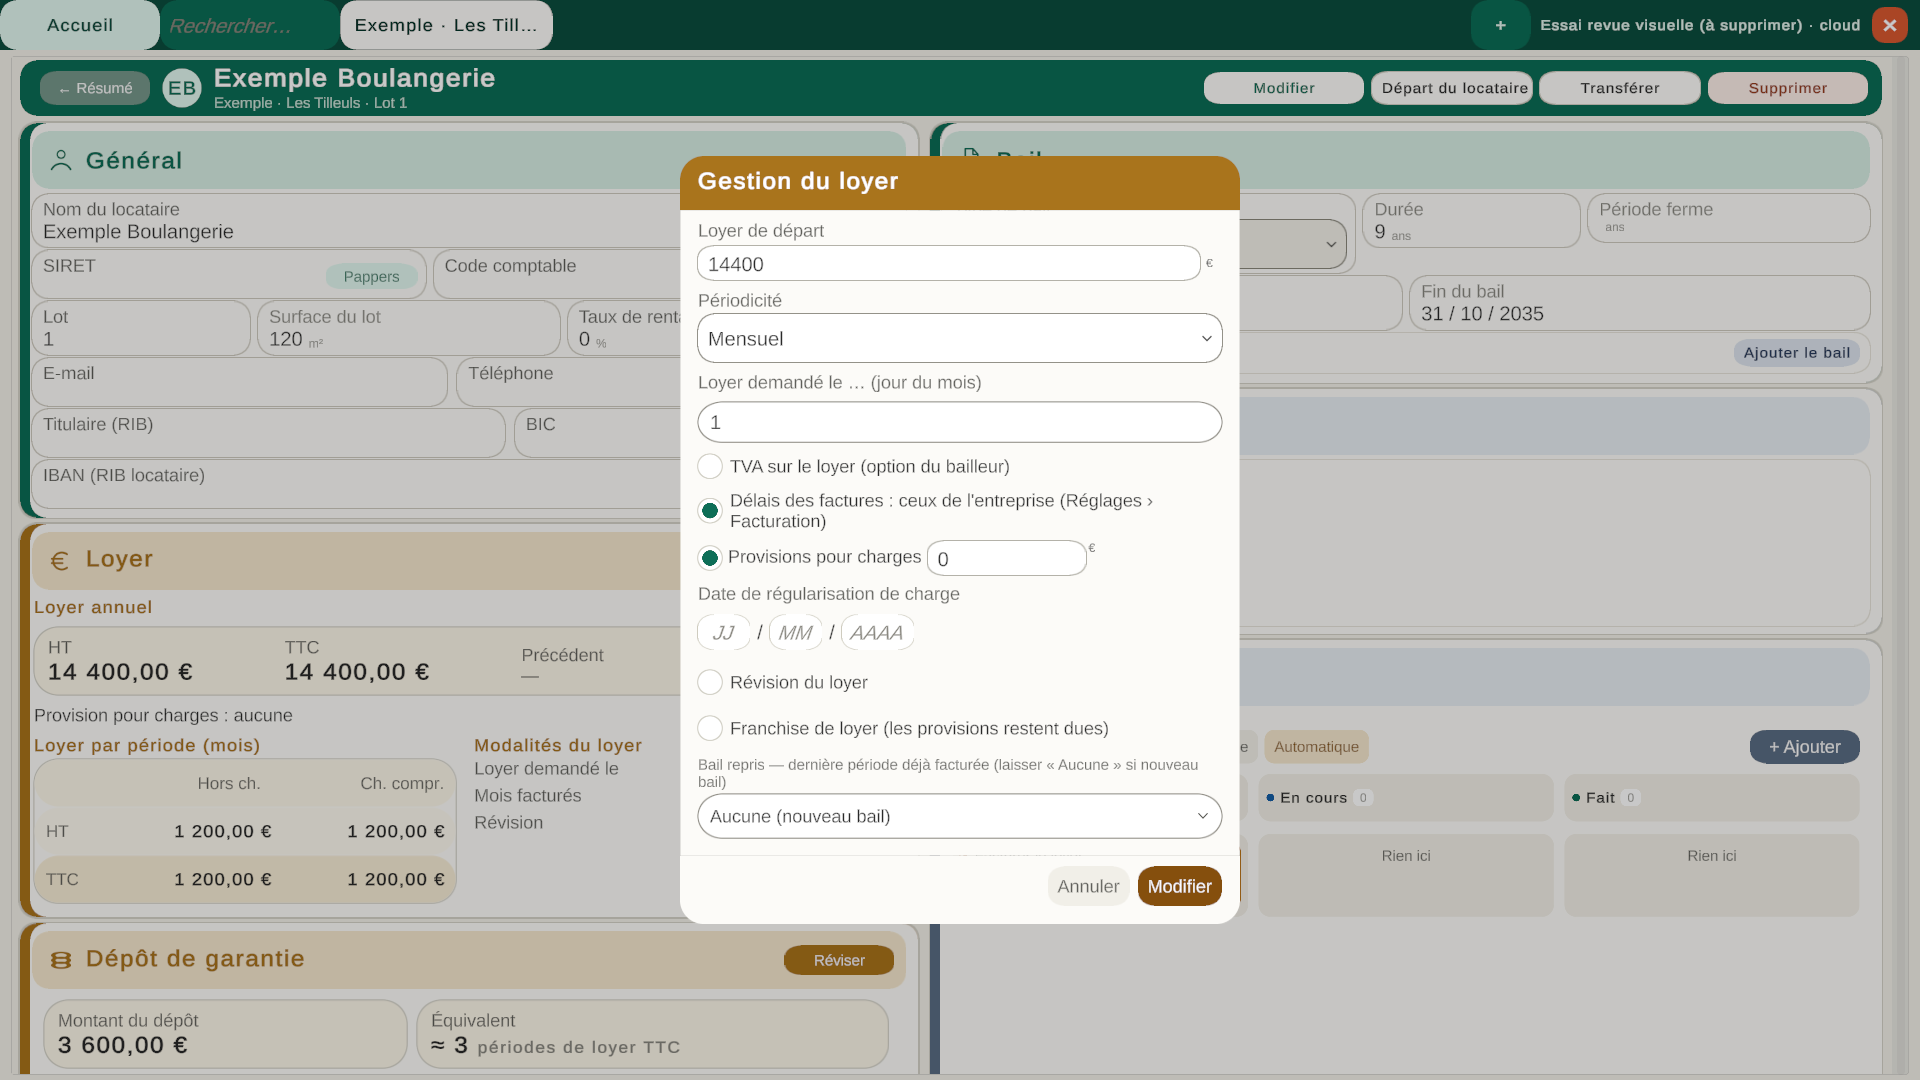 Accueil
Rechercher...
Exemple · Les Till...
+
Essai revue visuelle (à supprimer) · cloud
← Résumé
EB
Exemple Boulangerie
Exemple · Les Tilleuls · Lot 1
Modifier
Départ du locataire
Transférer
Supprimer
Général
Nom du locataire
Exemple Boulangerie
SIRET
Pappers
Code comptable
Lot
1
Surface du lot
120 m²
Taux de
0 %
E-mail
Téléphone
Titulaire (RIB)
BIC
IBAN (RIB locataire)
Loyer
Loyer annuel
HT
14 400,00 €
TTC
14 400,00 €
Précédent
—
Provision pour charges : aucune
Loyer par période (mois)
Hors ch.
Ch. compr.
HT
1 200,00 €
1 200,00 €
TTC
1 200,00 €
1 200,00 €
Modalités du loyer
Loyer demandé le
Mois facturés
Révision
Dépôt de garantie
Réviser
Montant du dépôt
3 600,00 €
Équivalent
≈ 3 périodes de loyer TTC
Gestion du loyer
Loyer de départ
14400
€
Périodicité
Mensuel
Loyer demandé le … (jour du mois)
1
TVA sur le loyer (option du bailleur)
Délais des factures : ceux de l'entreprise (Réglages ›
Facturation)
Provisions pour charges
0
€
Date de régularisation de charge
JJ / MM / AAAA
Révision du loyer
Franchise de loyer (les provisions restent dues)
Bail repris — dernière période déjà facturée (laisser « Aucune » si nouveau
bail)
Aucune (nouveau bail)
Annuler
Modifier
Durée
9 ans
Période ferme
ans
Fin du bail
31 / 10 / 2035
Ajouter le bail
Automatique
+ Ajouter
En cours 0
Fait 0
Rien ici
Rien ici